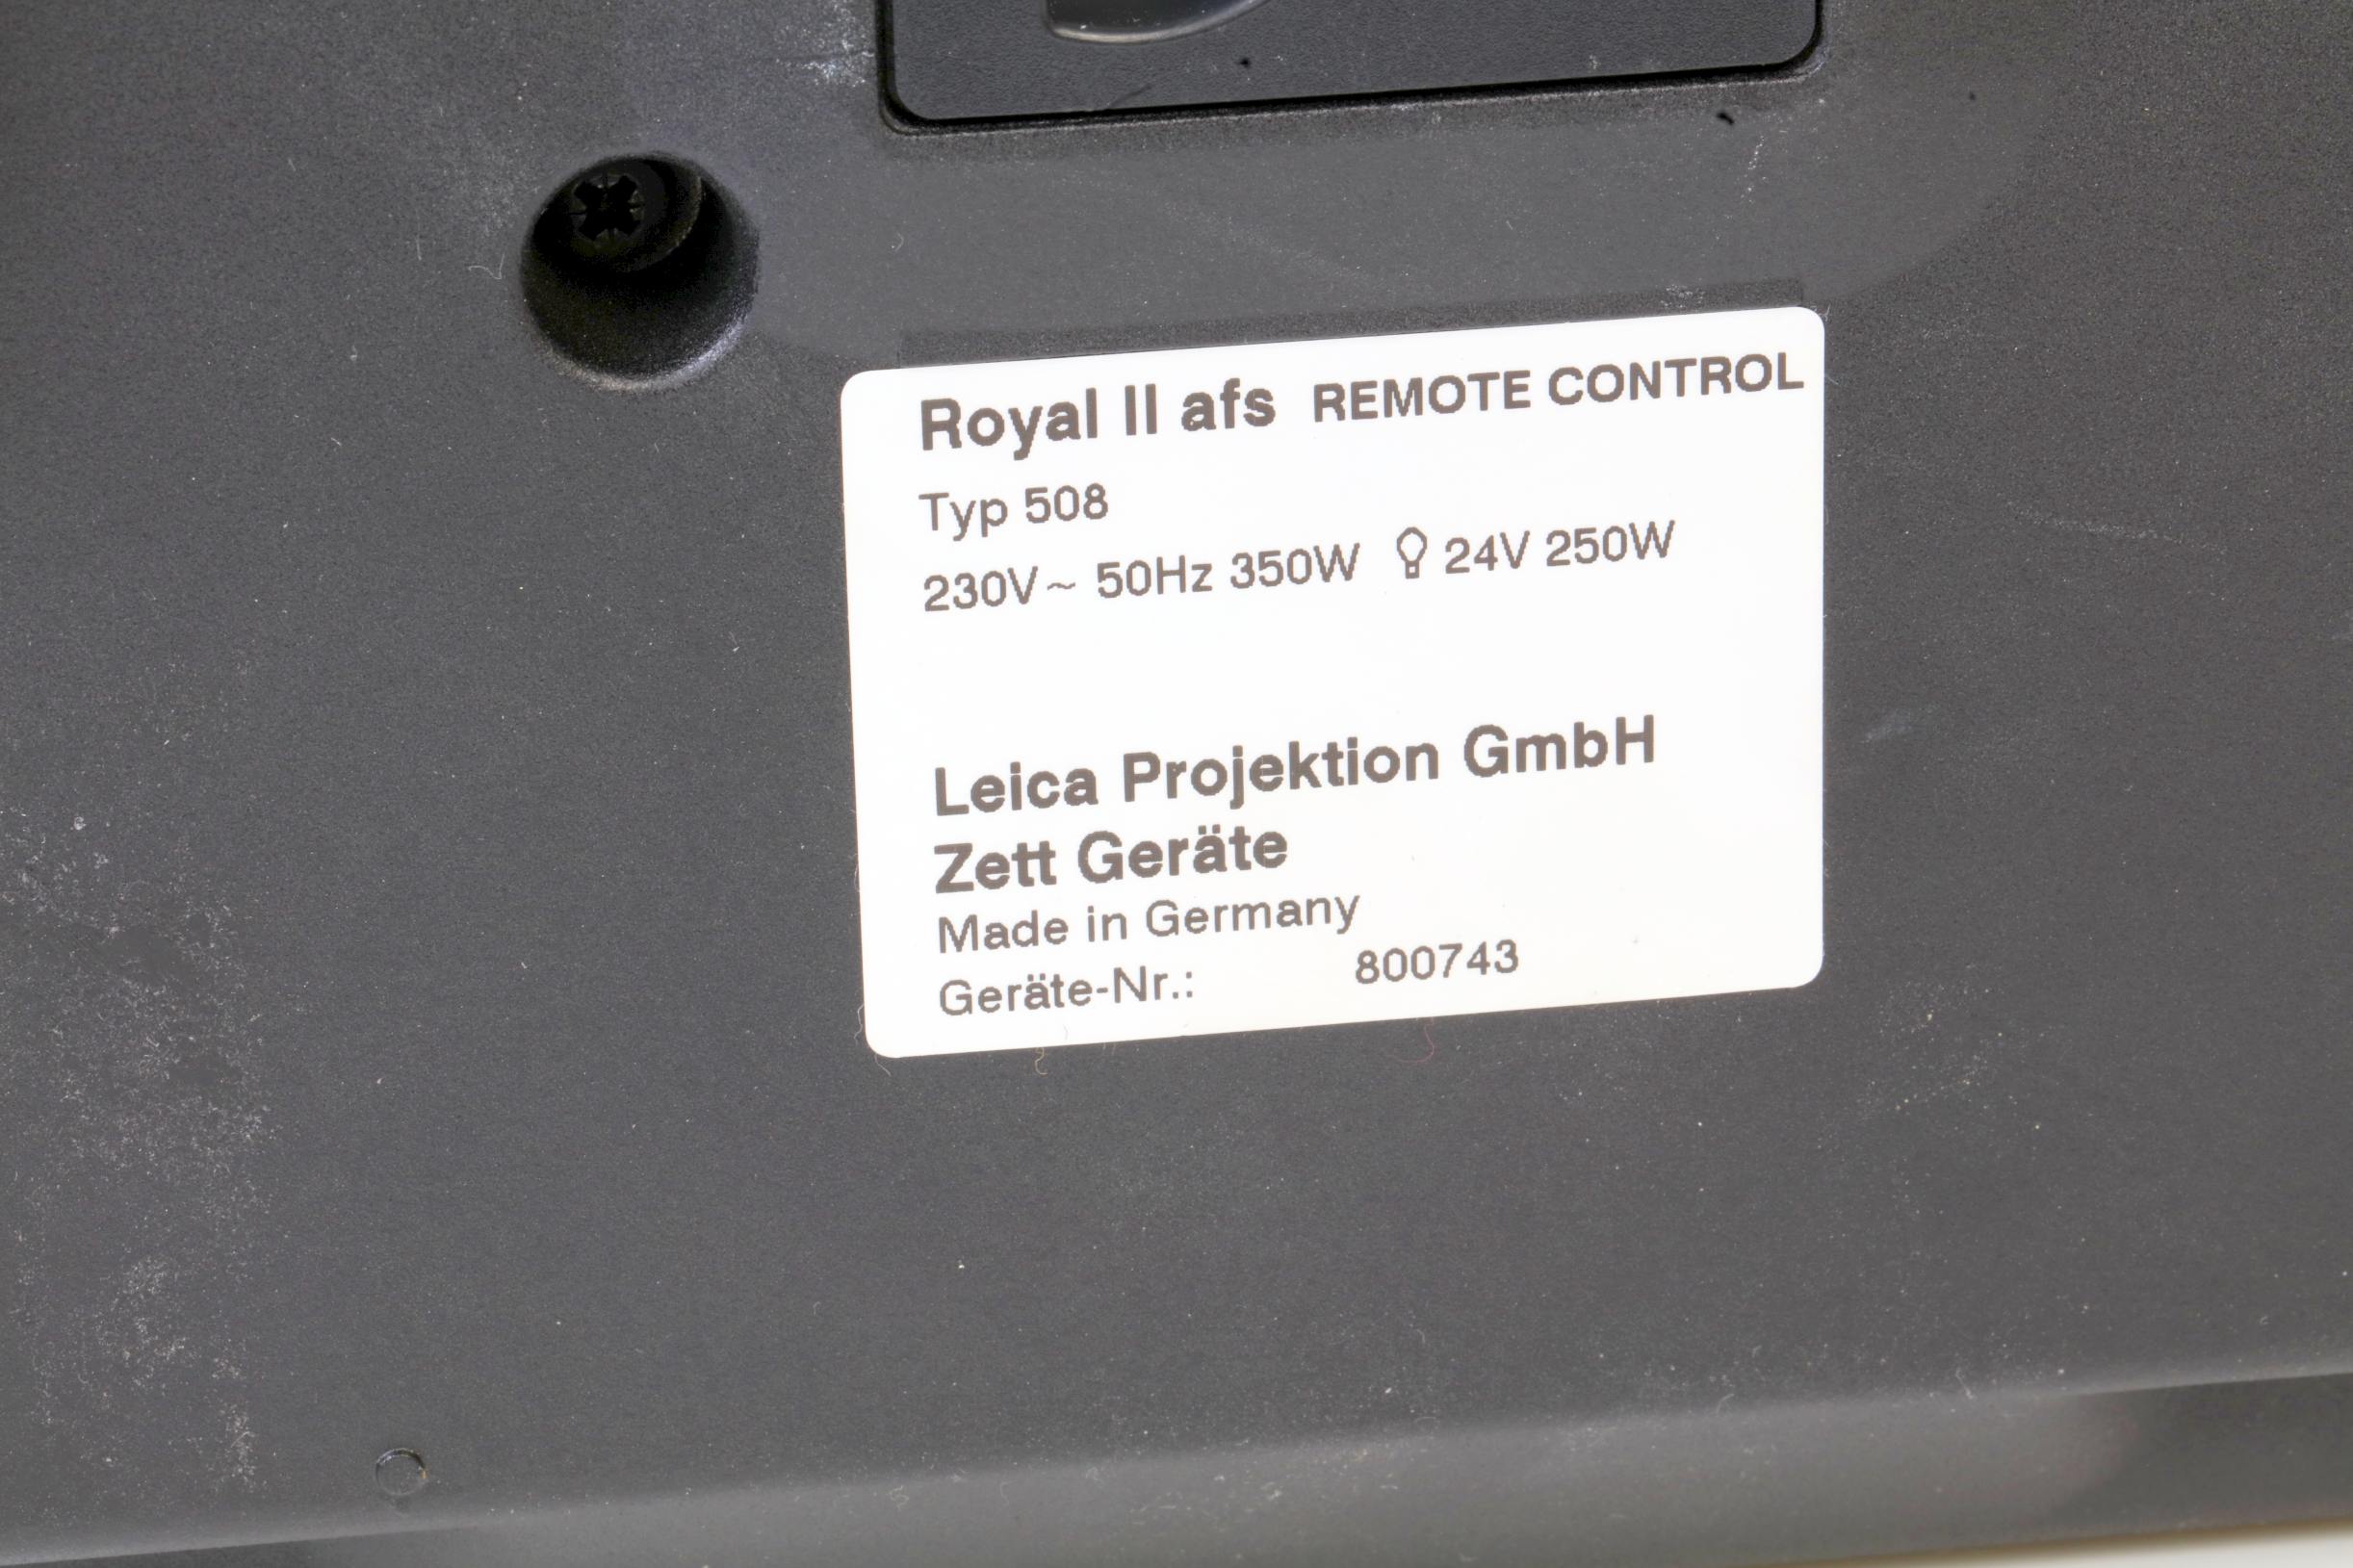 Royal II afs REMOTE CONTROL
Typ 508
230V~ 50Hz 350W 24V 250W
Leica Projektion GmbH
Zett Geräte
Made in Germany
Geräte-Nr.: 800743